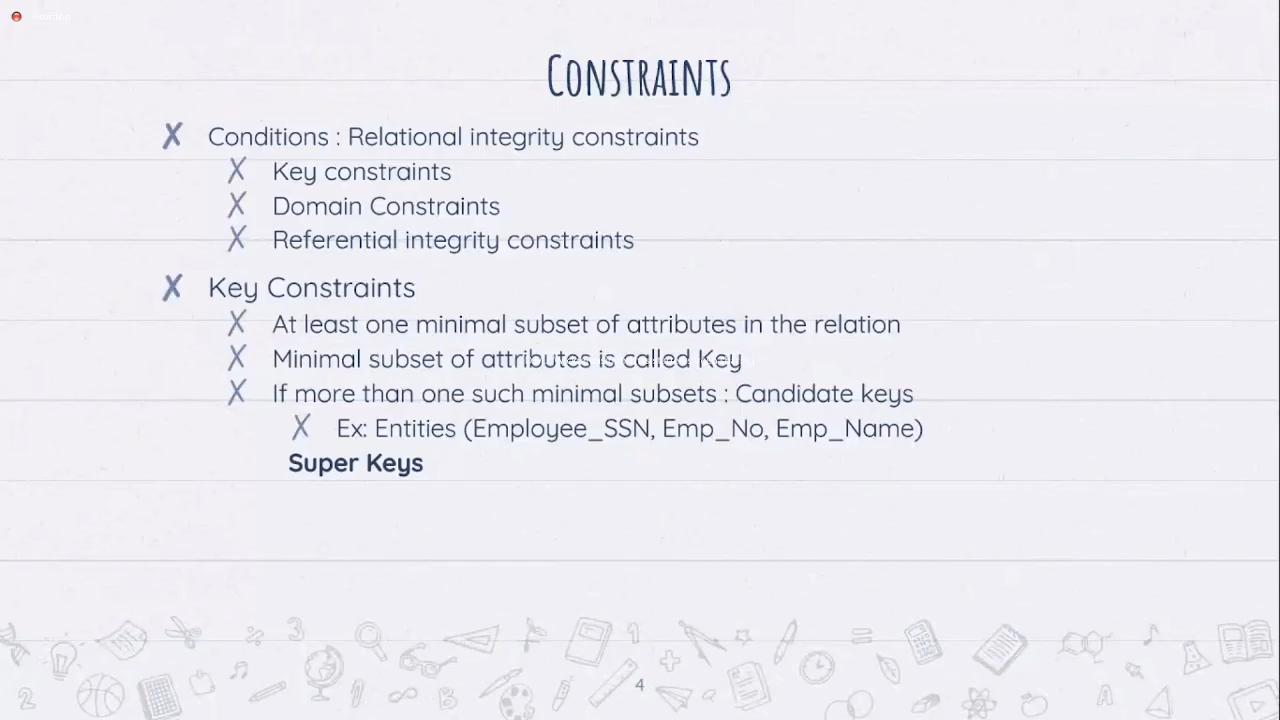 Constraints
Conditions : Relational integrity constraints
Key constraints
Domain Constraints
Referential integrity constraints
Key Constraints
At least one minimal subset of attributes in the relation
Minimal subset of attributes is called Key
If more than one such minimal subsets : Candidate keys
Ex: Entities (Employee_SSN, Emp_No, Emp_Name)
Super Keys
4